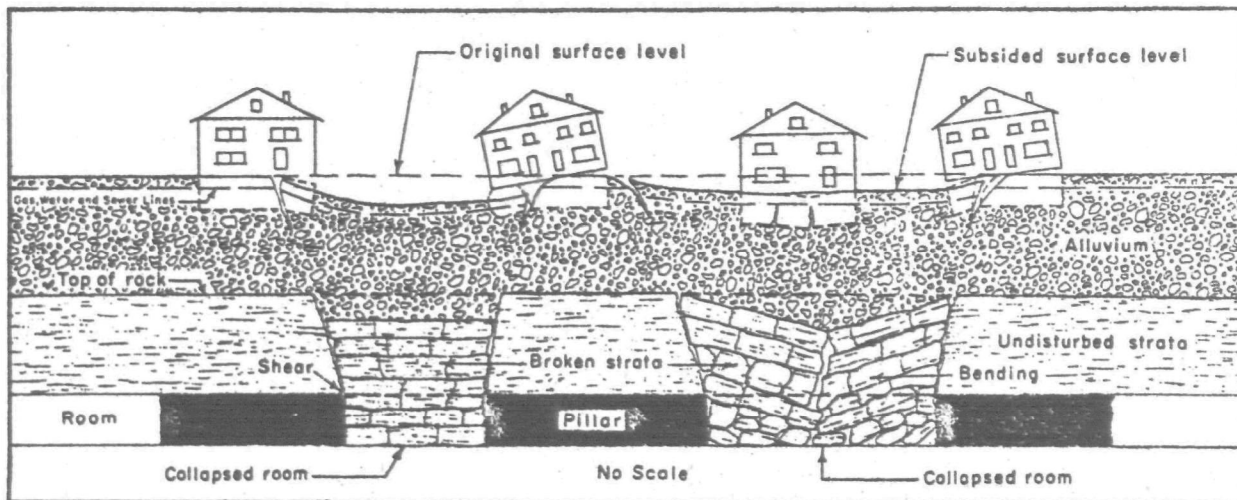 Original surface level
Subsided surface level
Gas, Water and Sewer Lines
Alluvium
Top of rock
Shear
Broken strata
Undisturbed strata
Bending
Room
Pillar
Collapsed room
No Scale
Collapsed room